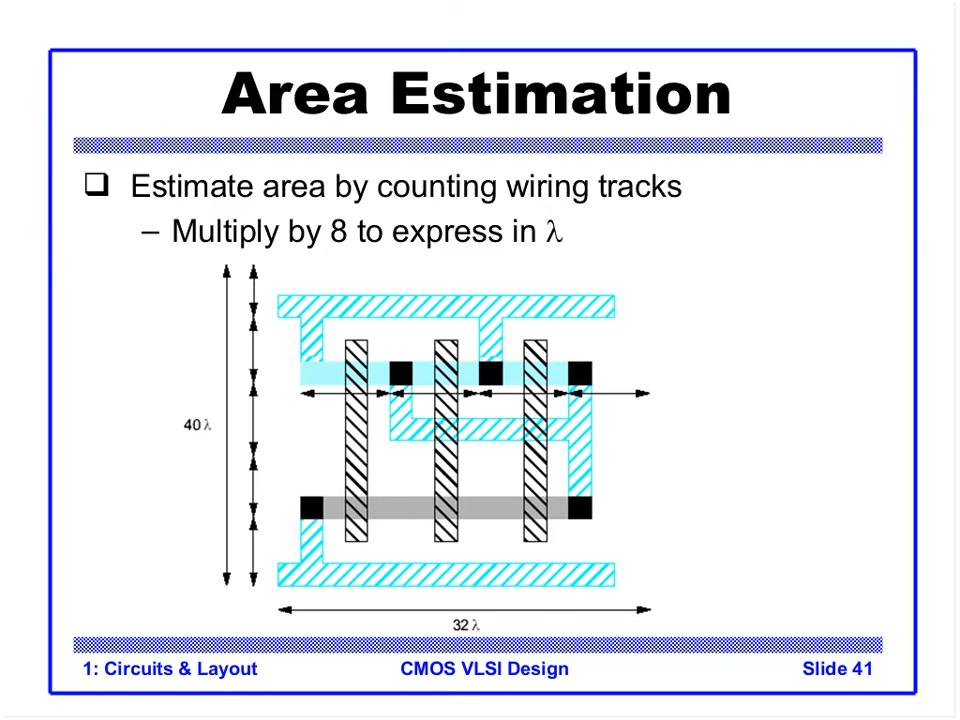 Area Estimation
❑ Estimate area by counting wiring tracks
– Multiply by 8 to express in λ
40 λ
32 λ
1: Circuits & Layout CMOS VLSI Design Slide 41